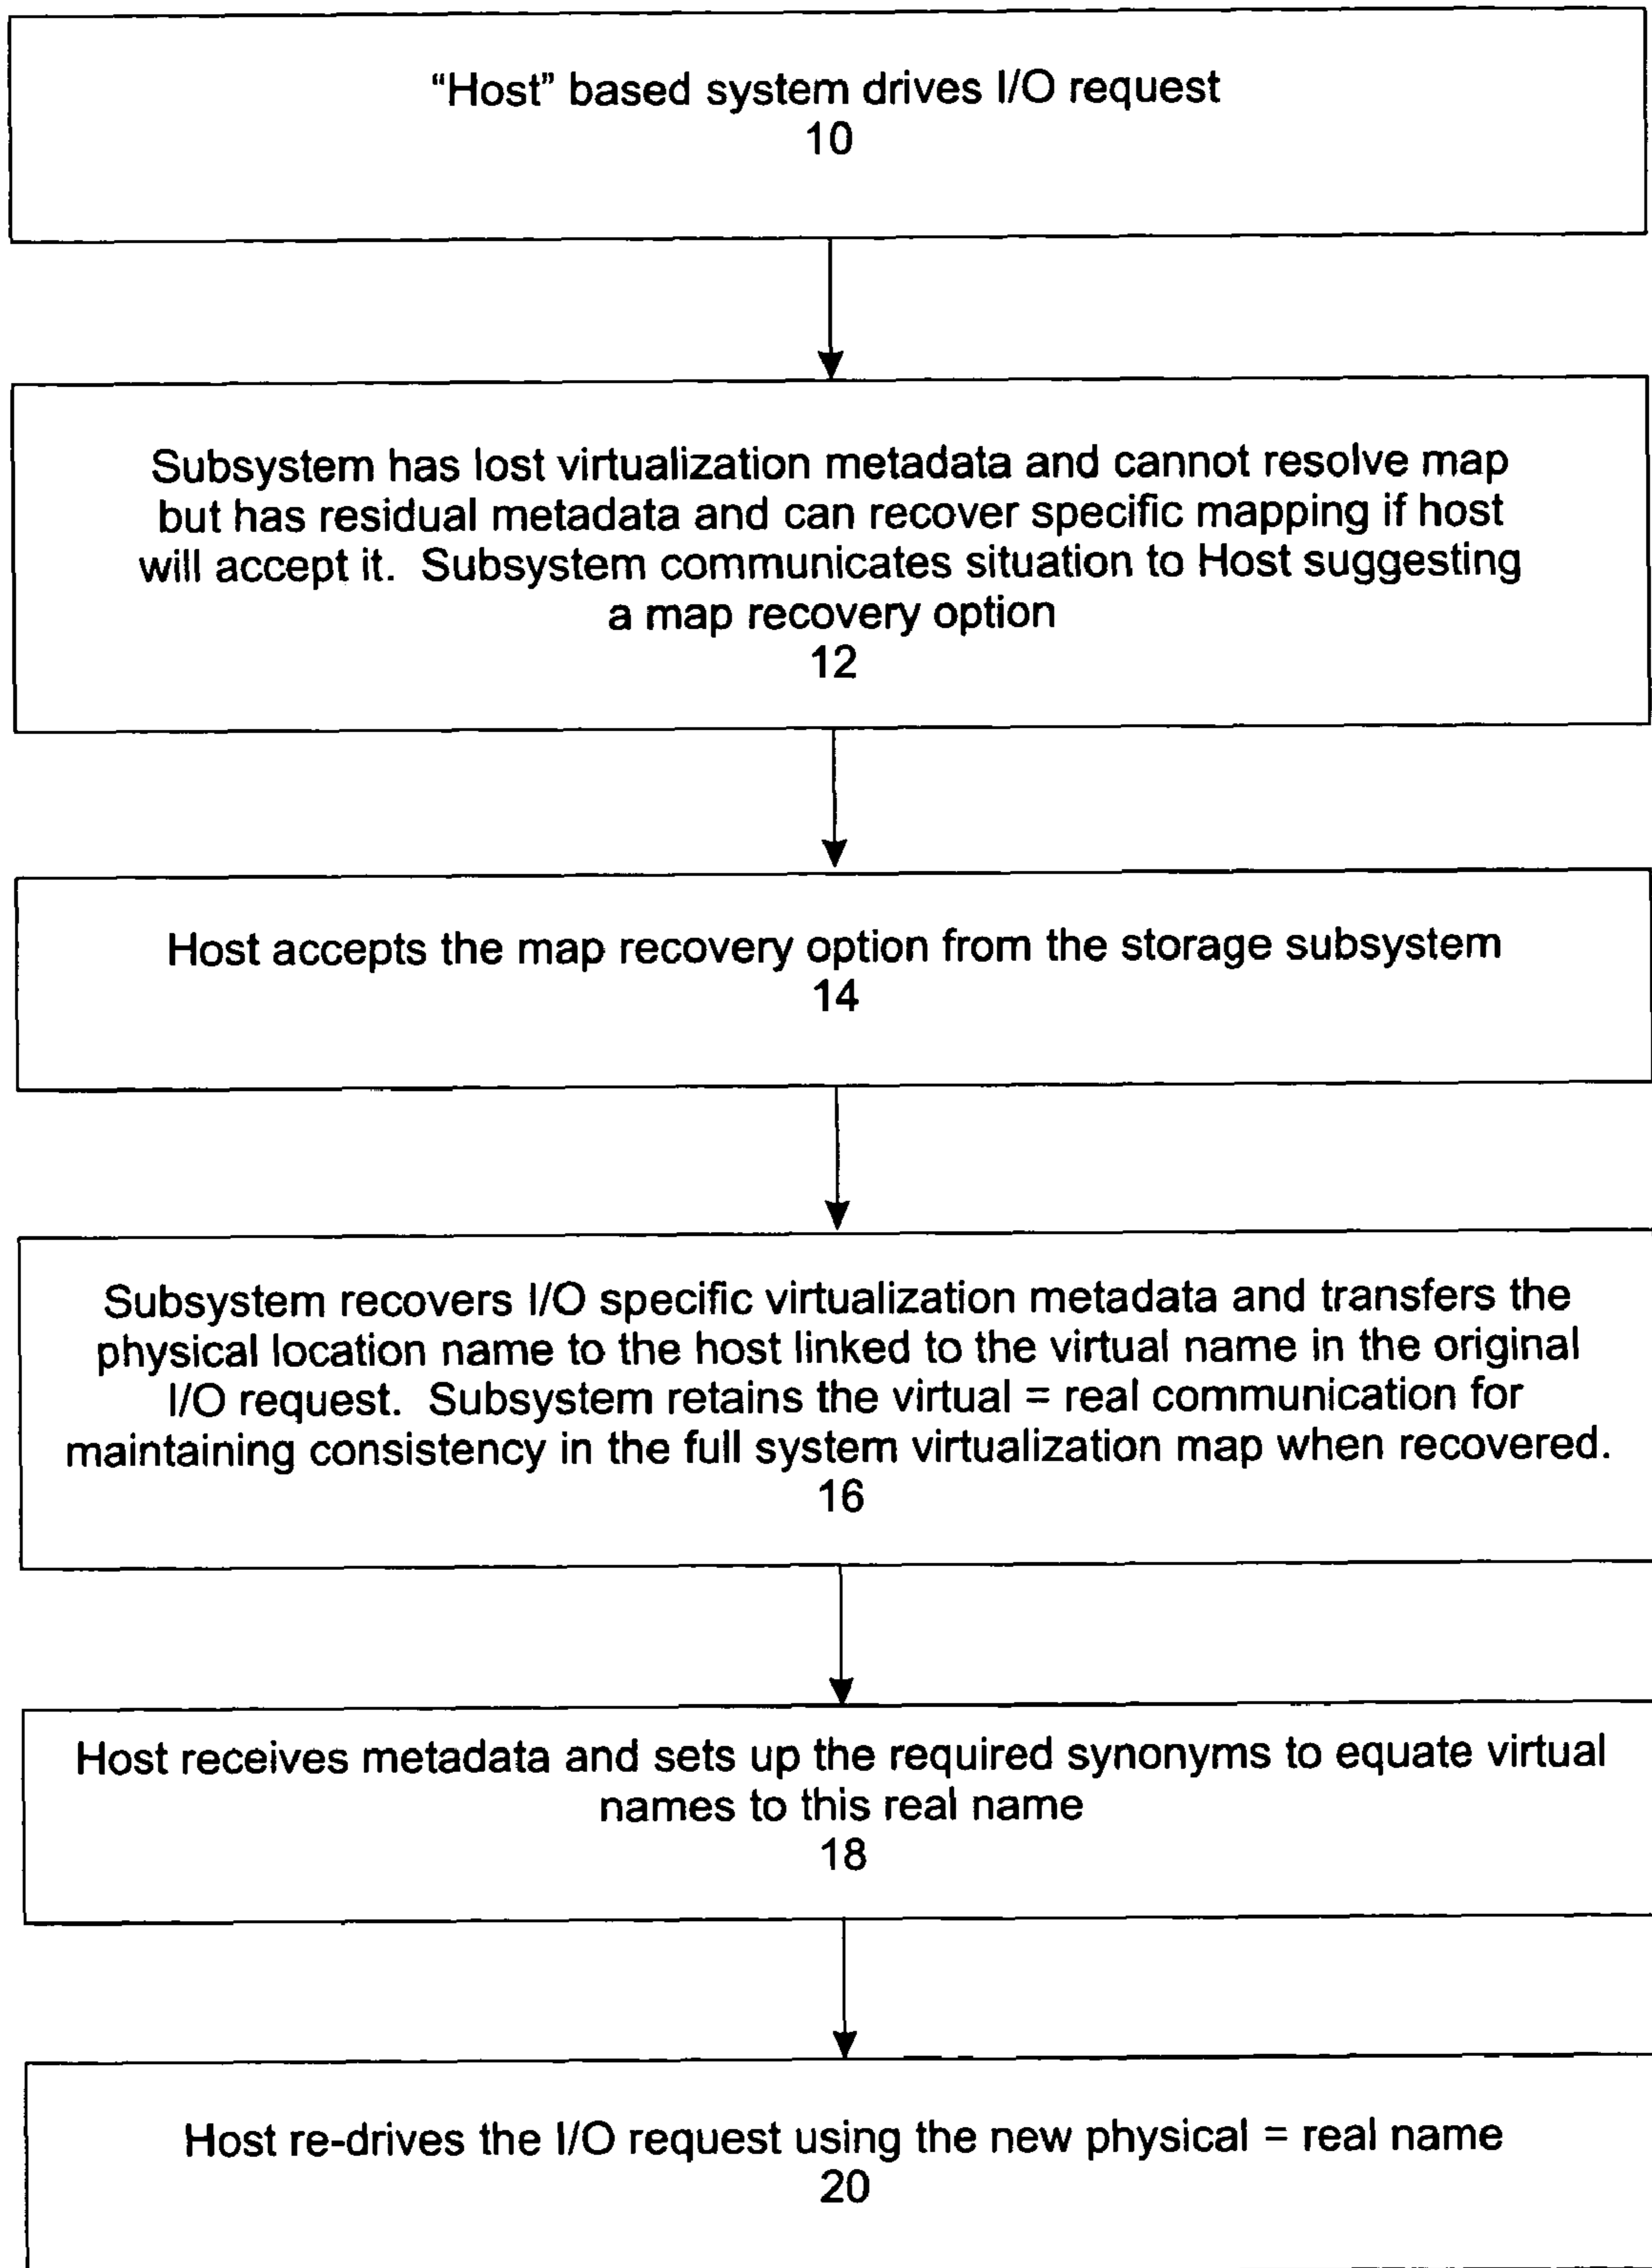 “Host” based system drives I/O request
10
Subsystem has lost virtualization metadata and cannot resolve map
but has residual metadata and can recover specific mapping if host
will accept it.  Subsystem communicates situation to Host suggesting
a map recovery option
12
Host accepts the map recovery option from the storage subsystem
14
Subsystem recovers I/O specific virtualization metadata and transfers the
physical location name to the host linked to the virtual name in the original
I/O request.  Subsystem retains the virtual = real communication for
maintaining consistency in the full system virtualization map when recovered.
16
Host receives metadata and sets up the required synonyms to equate virtual
names to this real name
18
Host re-drives the I/O request using the new physical = real name
20